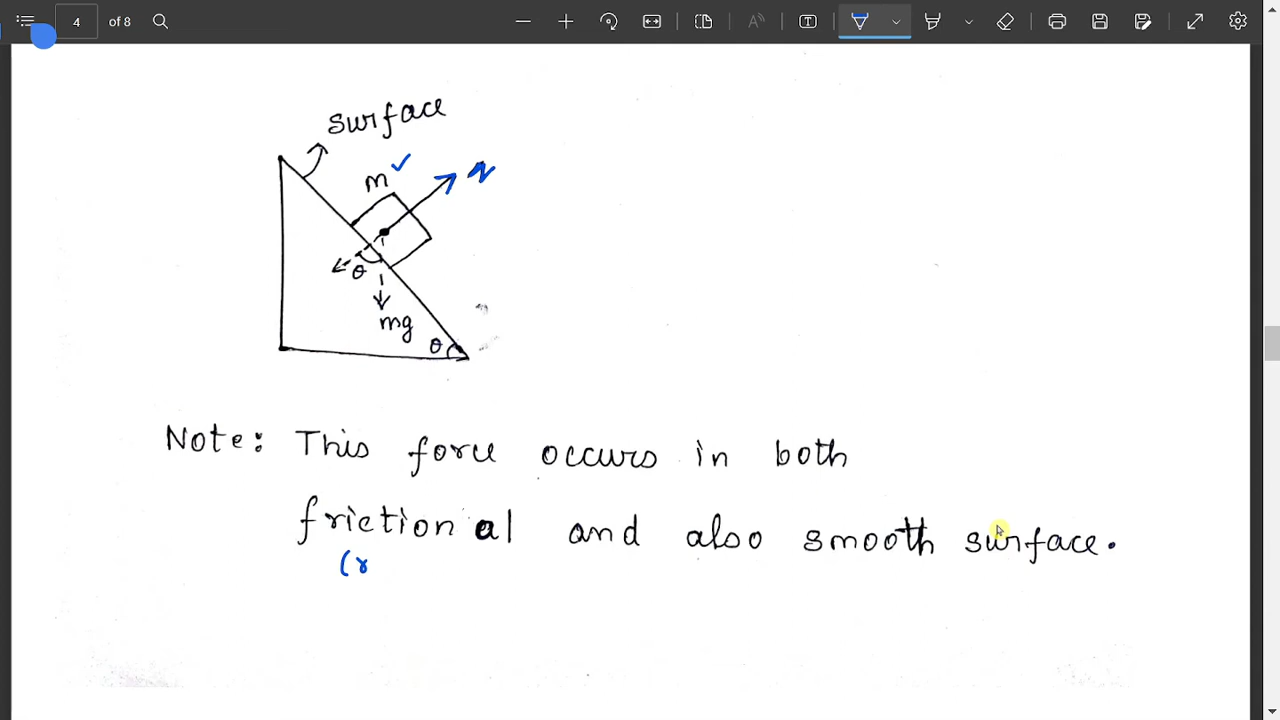 4 of 8
surface
m
N
θ
mg
θ
Note: This force occurs in both
frictional and also smooth surface.
(r